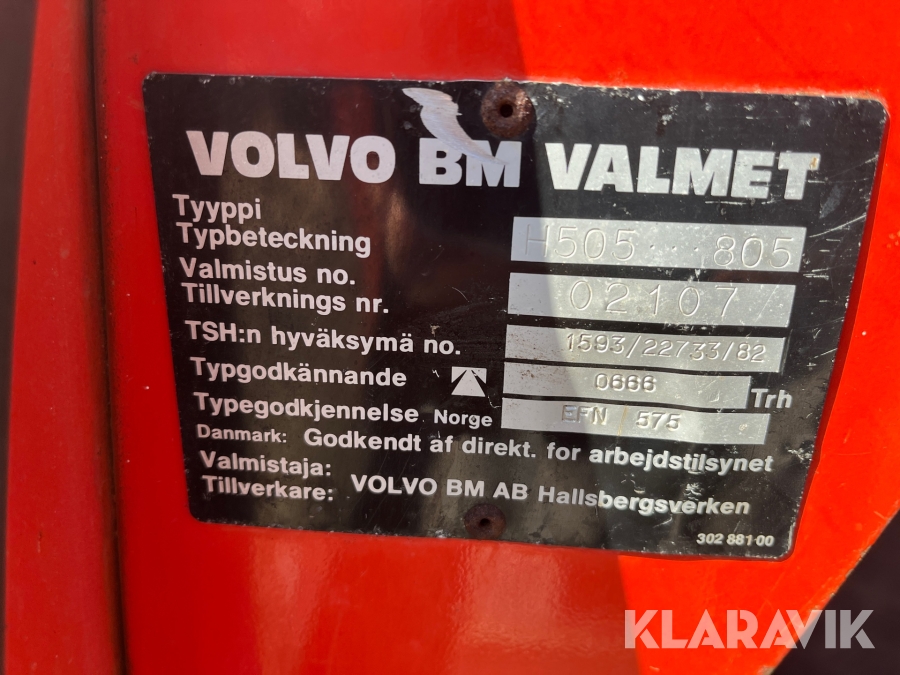 VOLVO BM VALMET
Tyyppi
Typbeteckning H505 805
Valmistus no.
Tillverknings nr. 02107
TSH:n hyväksymä no. 1593/22733/82
Typgodkännande 0666 Trh
Typegodkjennelse Norge EFN 575
Danmark: Godkendt af direkt. for arbejdstilsynet
Valmistaja:
Tillverkare: VOLVO BM AB Hallsbergsverken
302 881 00
KLARAVIK